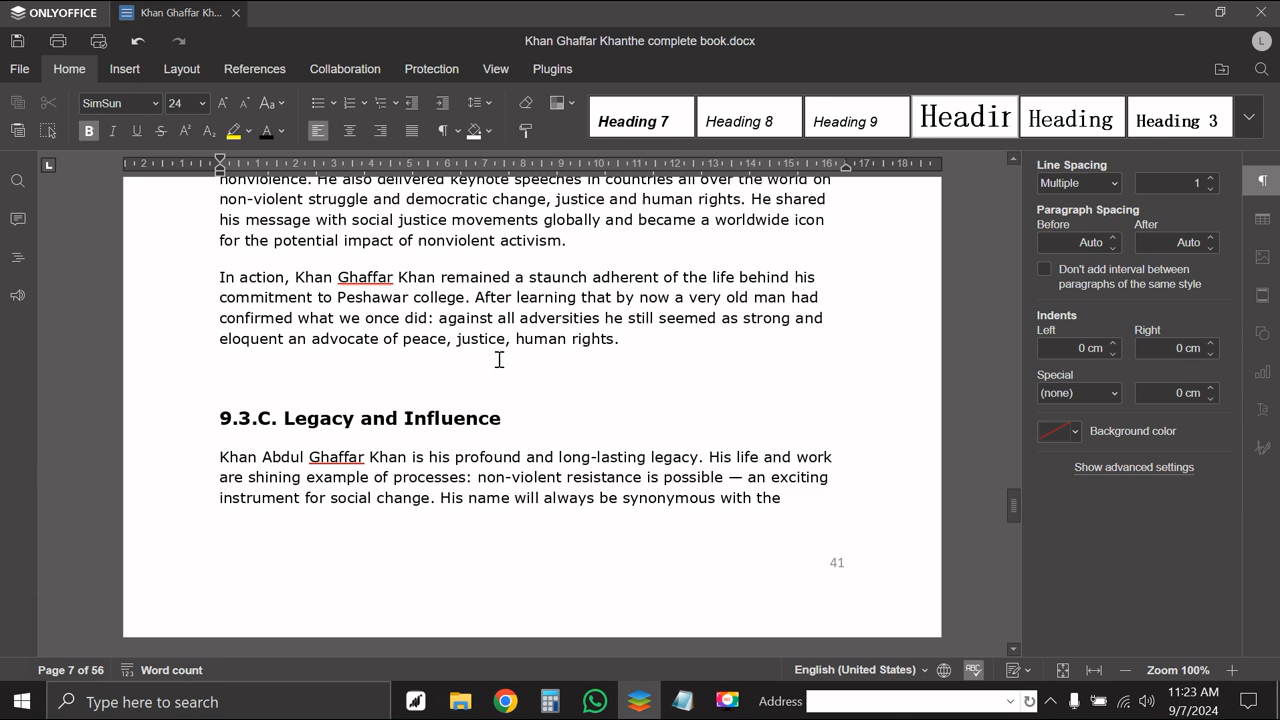 ONLYOFFICE
Khan Ghaffar Kh...
Khan Ghaffar Khanthe complete book.docx
L
File Home Insert Layout References Collaboration Protection View Plugins
SimSun 24
Heading 7 Heading 8 Heading 9 Headir Heading Heading 3
nonviolence. He also delivered keynote speeches in countries all over the world on
non-violent struggle and democratic change, justice and human rights. He shared
his message with social justice movements globally and became a worldwide icon
for the potential impact of nonviolent activism.
In action, Khan Ghaffar Khan remained a staunch adherent of the life behind his
commitment to Peshawar college. After learning that by now a very old man had
confirmed what we once did: against all adversities he still seemed as strong and
eloquent an advocate of peace, justice, human rights.
9.3.C. Legacy and Influence
Khan Abdul Ghaffar Khan is his profound and long-lasting legacy. His life and work
are shining example of processes: non-violent resistance is possible — an exciting
instrument for social change. His name will always be synonymous with the
41
Line Spacing
Multiple 1
Paragraph Spacing
Before After
Auto Auto
Don't add interval between
paragraphs of the same style
Indents
Left Right
0 cm 0 cm
Special
(none) 0 cm
Background color
Show advanced settings
Page 7 of 56 Word count English (United States) Zoom 100%
Type here to search Address 11:23 AM
9/7/2024